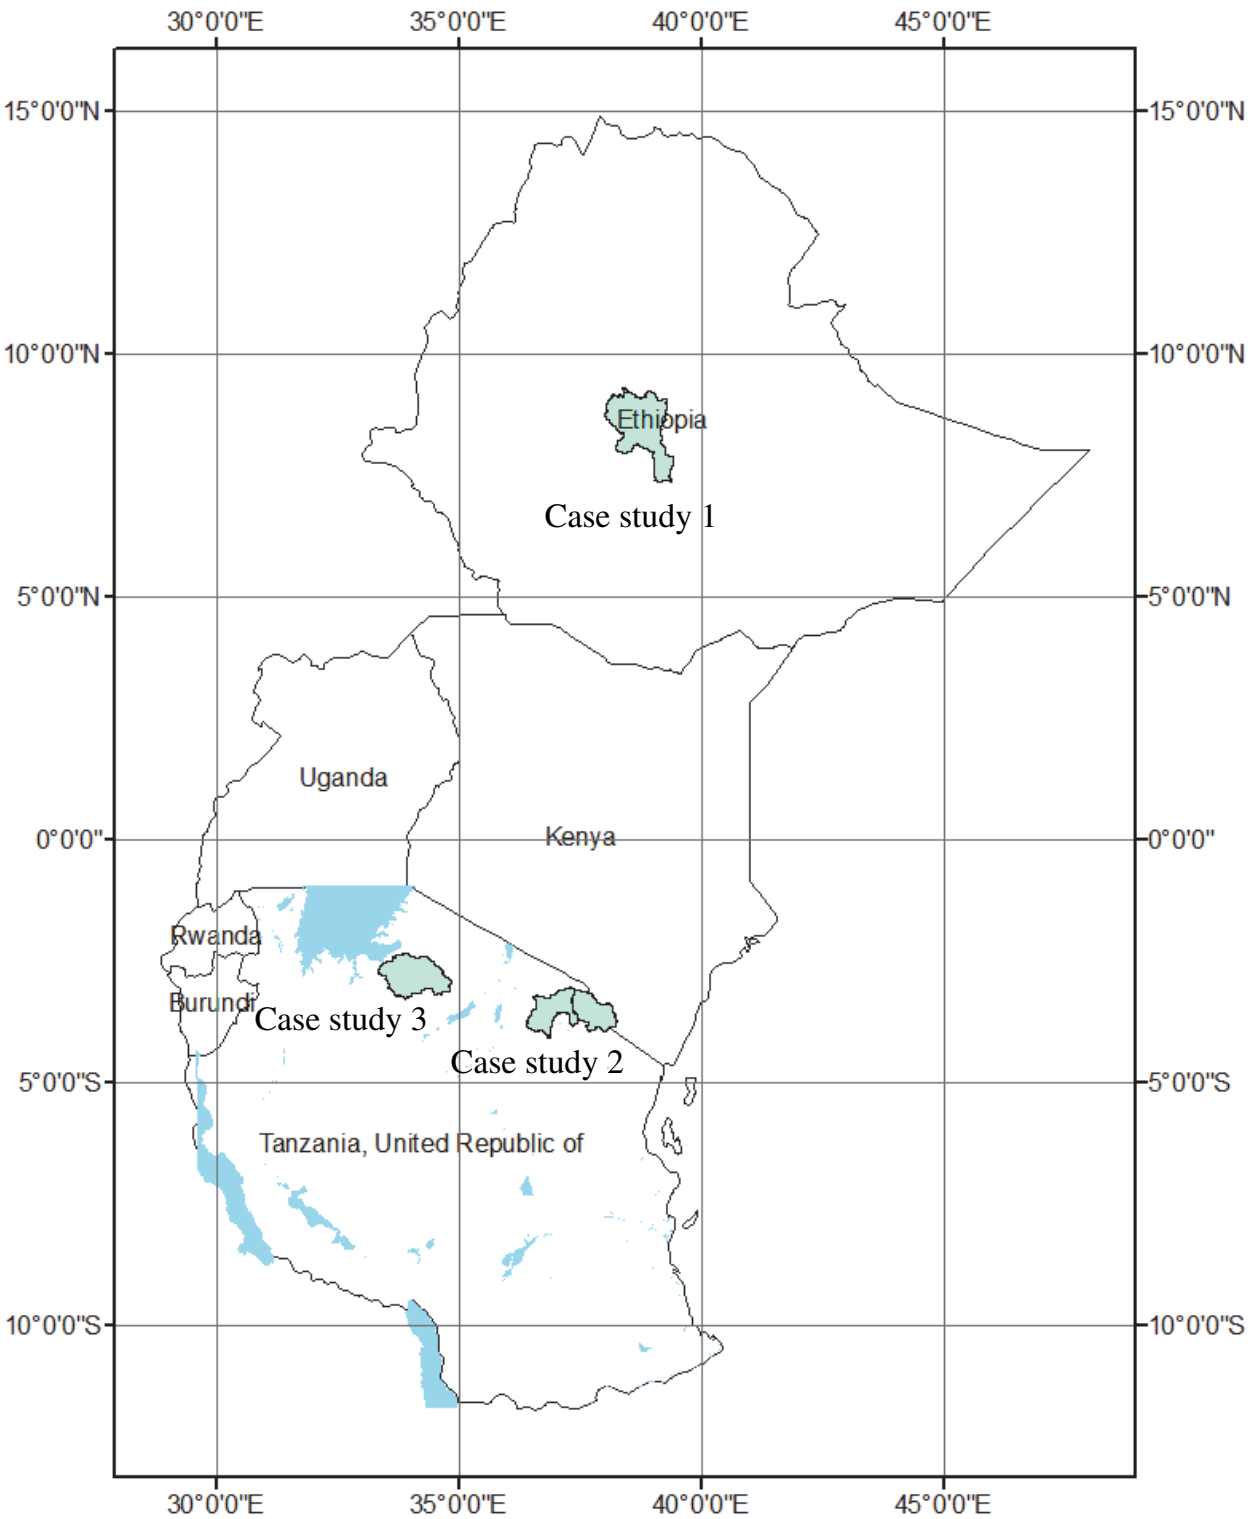 30°0'0"E 35°0'0"E 40°0'0"E 45°0'0"E
15°0'0"N 15°0'0"N
10°0'0"N 10°0'0"N
Ethiopia
Case study 1
5°0'0"N 5°0'0"N
Uganda
0°0'0" Kenya 0°0'0"
Rwanda
Burundi
Case study 3
Case study 2
5°0'0"S 5°0'0"S
Tanzania, United Republic of
10°0'0"S 10°0'0"S
30°0'0"E 35°0'0"E 40°0'0"E 45°0'0"E